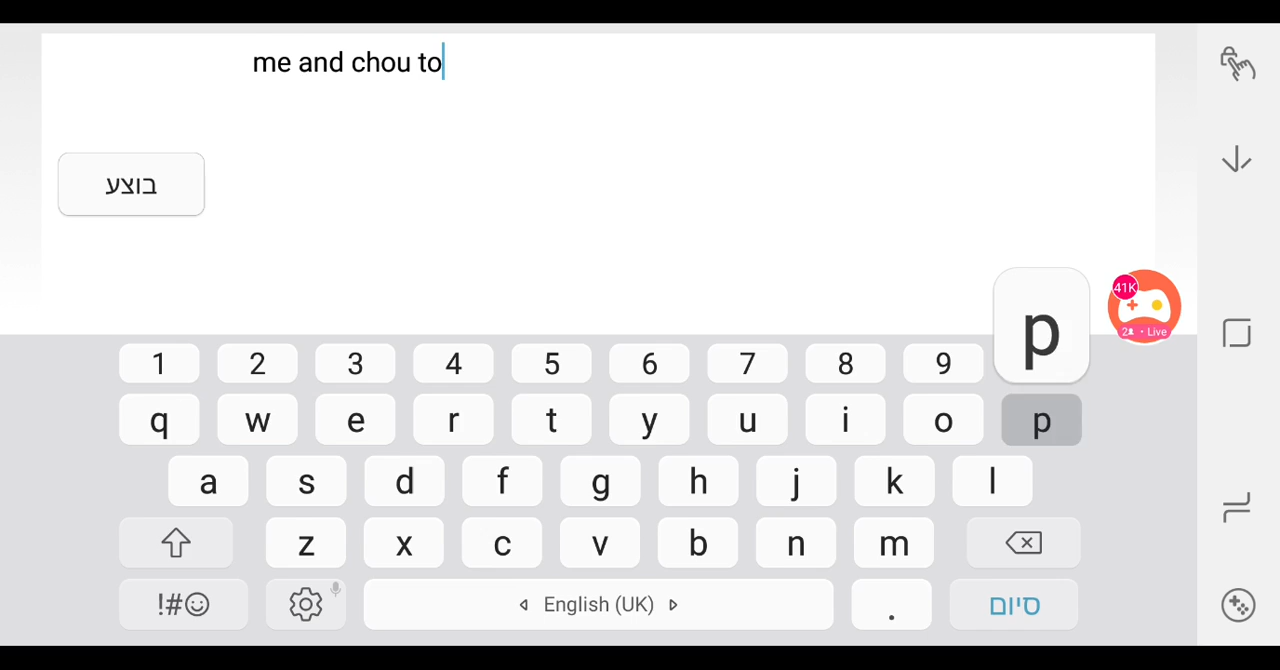 me and chou to
בוצע
p
41K
2 • Live
1 2 3 4 5 6 7 8 9
q w e r t y u i o p
a s d f g h j k l
z x c v b n m
!#☺ English (UK) . סיום